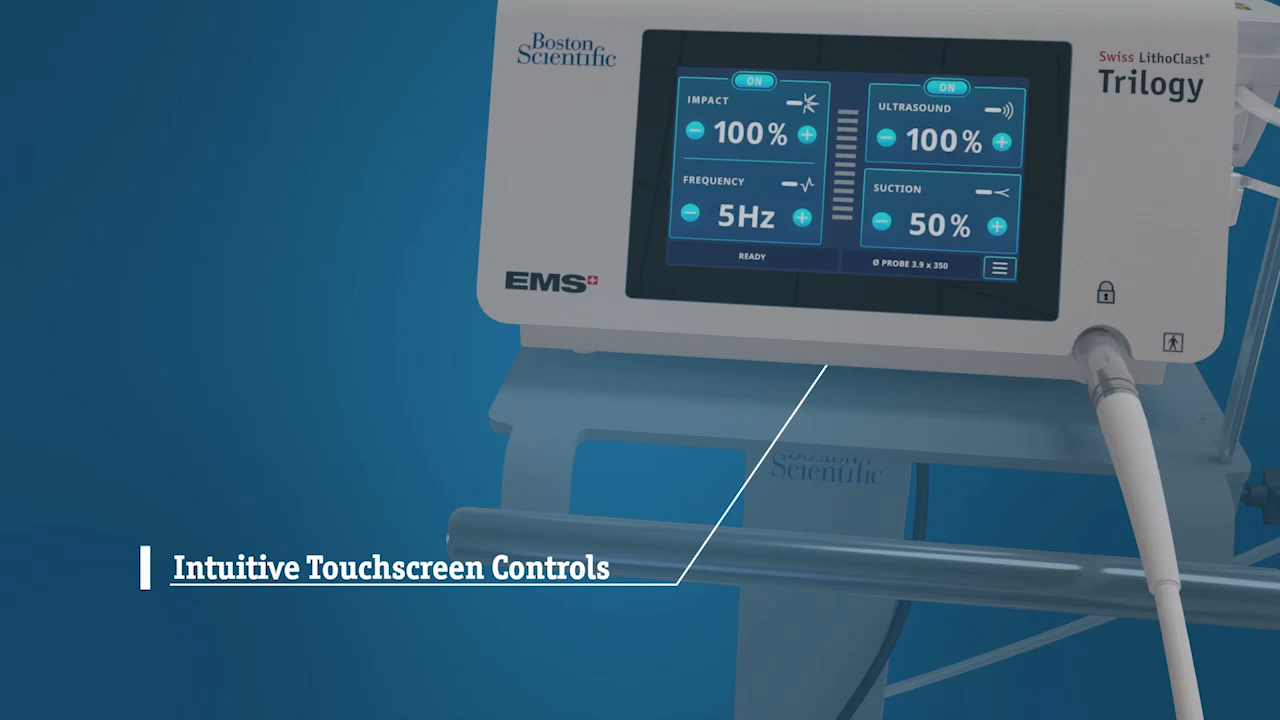 Boston
Scientific
Swiss LithoClast®
Trilogy
ON
IMPACT
100%
FREQUENCY
5Hz
ON
ULTRASOUND
100%
SUCTION
50%
READY
Ø PROBE 3.9 x 350
EMS
Boston
Scientific
Intuitive Touchscreen Controls